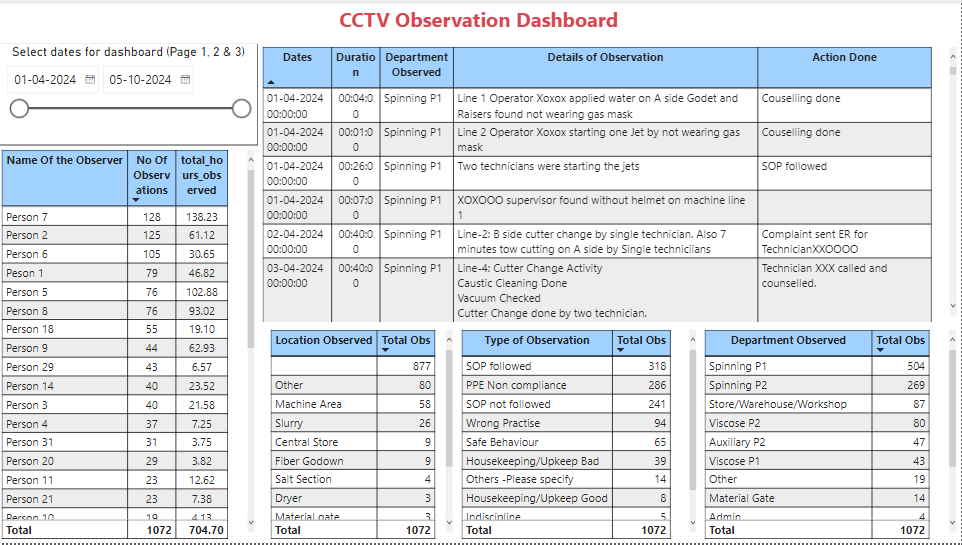 CCTV Observation Dashboard
Select dates for dashboard (Page 1, 2 & 3)
01-04-2024 05-10-2024
Name Of the Observer No Of Observations total_hours_observed
Person 7 128 138.23
Person 2 125 61.12
Person 6 105 30.65
Peson 1 79 46.82
Person 5 76 102.88
Person 8 76 93.02
Person 18 55 19.10
Person 9 44 62.93
Person 29 43 6.57
Person 14 40 23.52
Person 3 40 21.58
Person 4 37 7.25
Person 31 31 3.75
Person 20 29 3.82
Person 11 23 12.62
Person 21 23 7.38
Person 10 19 4.13
Total 1072 704.70
Dates Duration Department Observed Details of Observation Action Done
01-04-2024 00:04:0 Spinning P1 Line 1 Operator Xoxox applied water on A side Godet and Couselling done
00:00:00 0 Raisers found not wearing gas mask
01-04-2024 00:01:0 Spinning P1 Line 2 Operator Xoxox starting one Jet by not wearing gas Couselling done
00:00:00 0 mask
01-04-2024 00:26:0 Spinning P1 Two technicians were starting the jets SOP followed
00:00:00 0
01-04-2024 00:07:0 Spinning P1 XOXOOO supervisor found without helmet on machine line
00:00:00 0 1
02-04-2024 00:40:0 Spinning P1 Line-2: B side cutter change by single technician. Also 7 Complaint sent ER for
00:00:00 0 minutes tow cutting on A side by Single techniciians TechnicianXXOOOO
03-04-2024 00:40:0 Spinning P1 Line-4: Cutter Change Activity Technician XXX called and
00:00:00 0 Caustic Cleaning Done counselled.
Vacuum Checked
Cutter Change done by two technician.
Location Observed Total Obs
877
Other 80
Machine Area 58
Slurry 26
Central Store 9
Fiber Godown 9
Salt Section 4
Dryer 3
Material gate 3
Total 1072
Type of Observation Total Obs
SOP followed 318
PPE Non compliance 286
SOP not followed 241
Wrong Practise 94
Safe Behaviour 65
Housekeeping/Upkeep Bad 39
Others -Please specify 14
Housekeeping/Upkeep Good 8
Indiscipline 5
Total 1072
Department Observed Total Obs
Spinning P1 504
Spinning P2 269
Store/Warehouse/Workshop 87
Viscose P2 80
Auxiliary P2 47
Viscose P1 43
Other 19
Material Gate 14
Admin 4
Total 1072